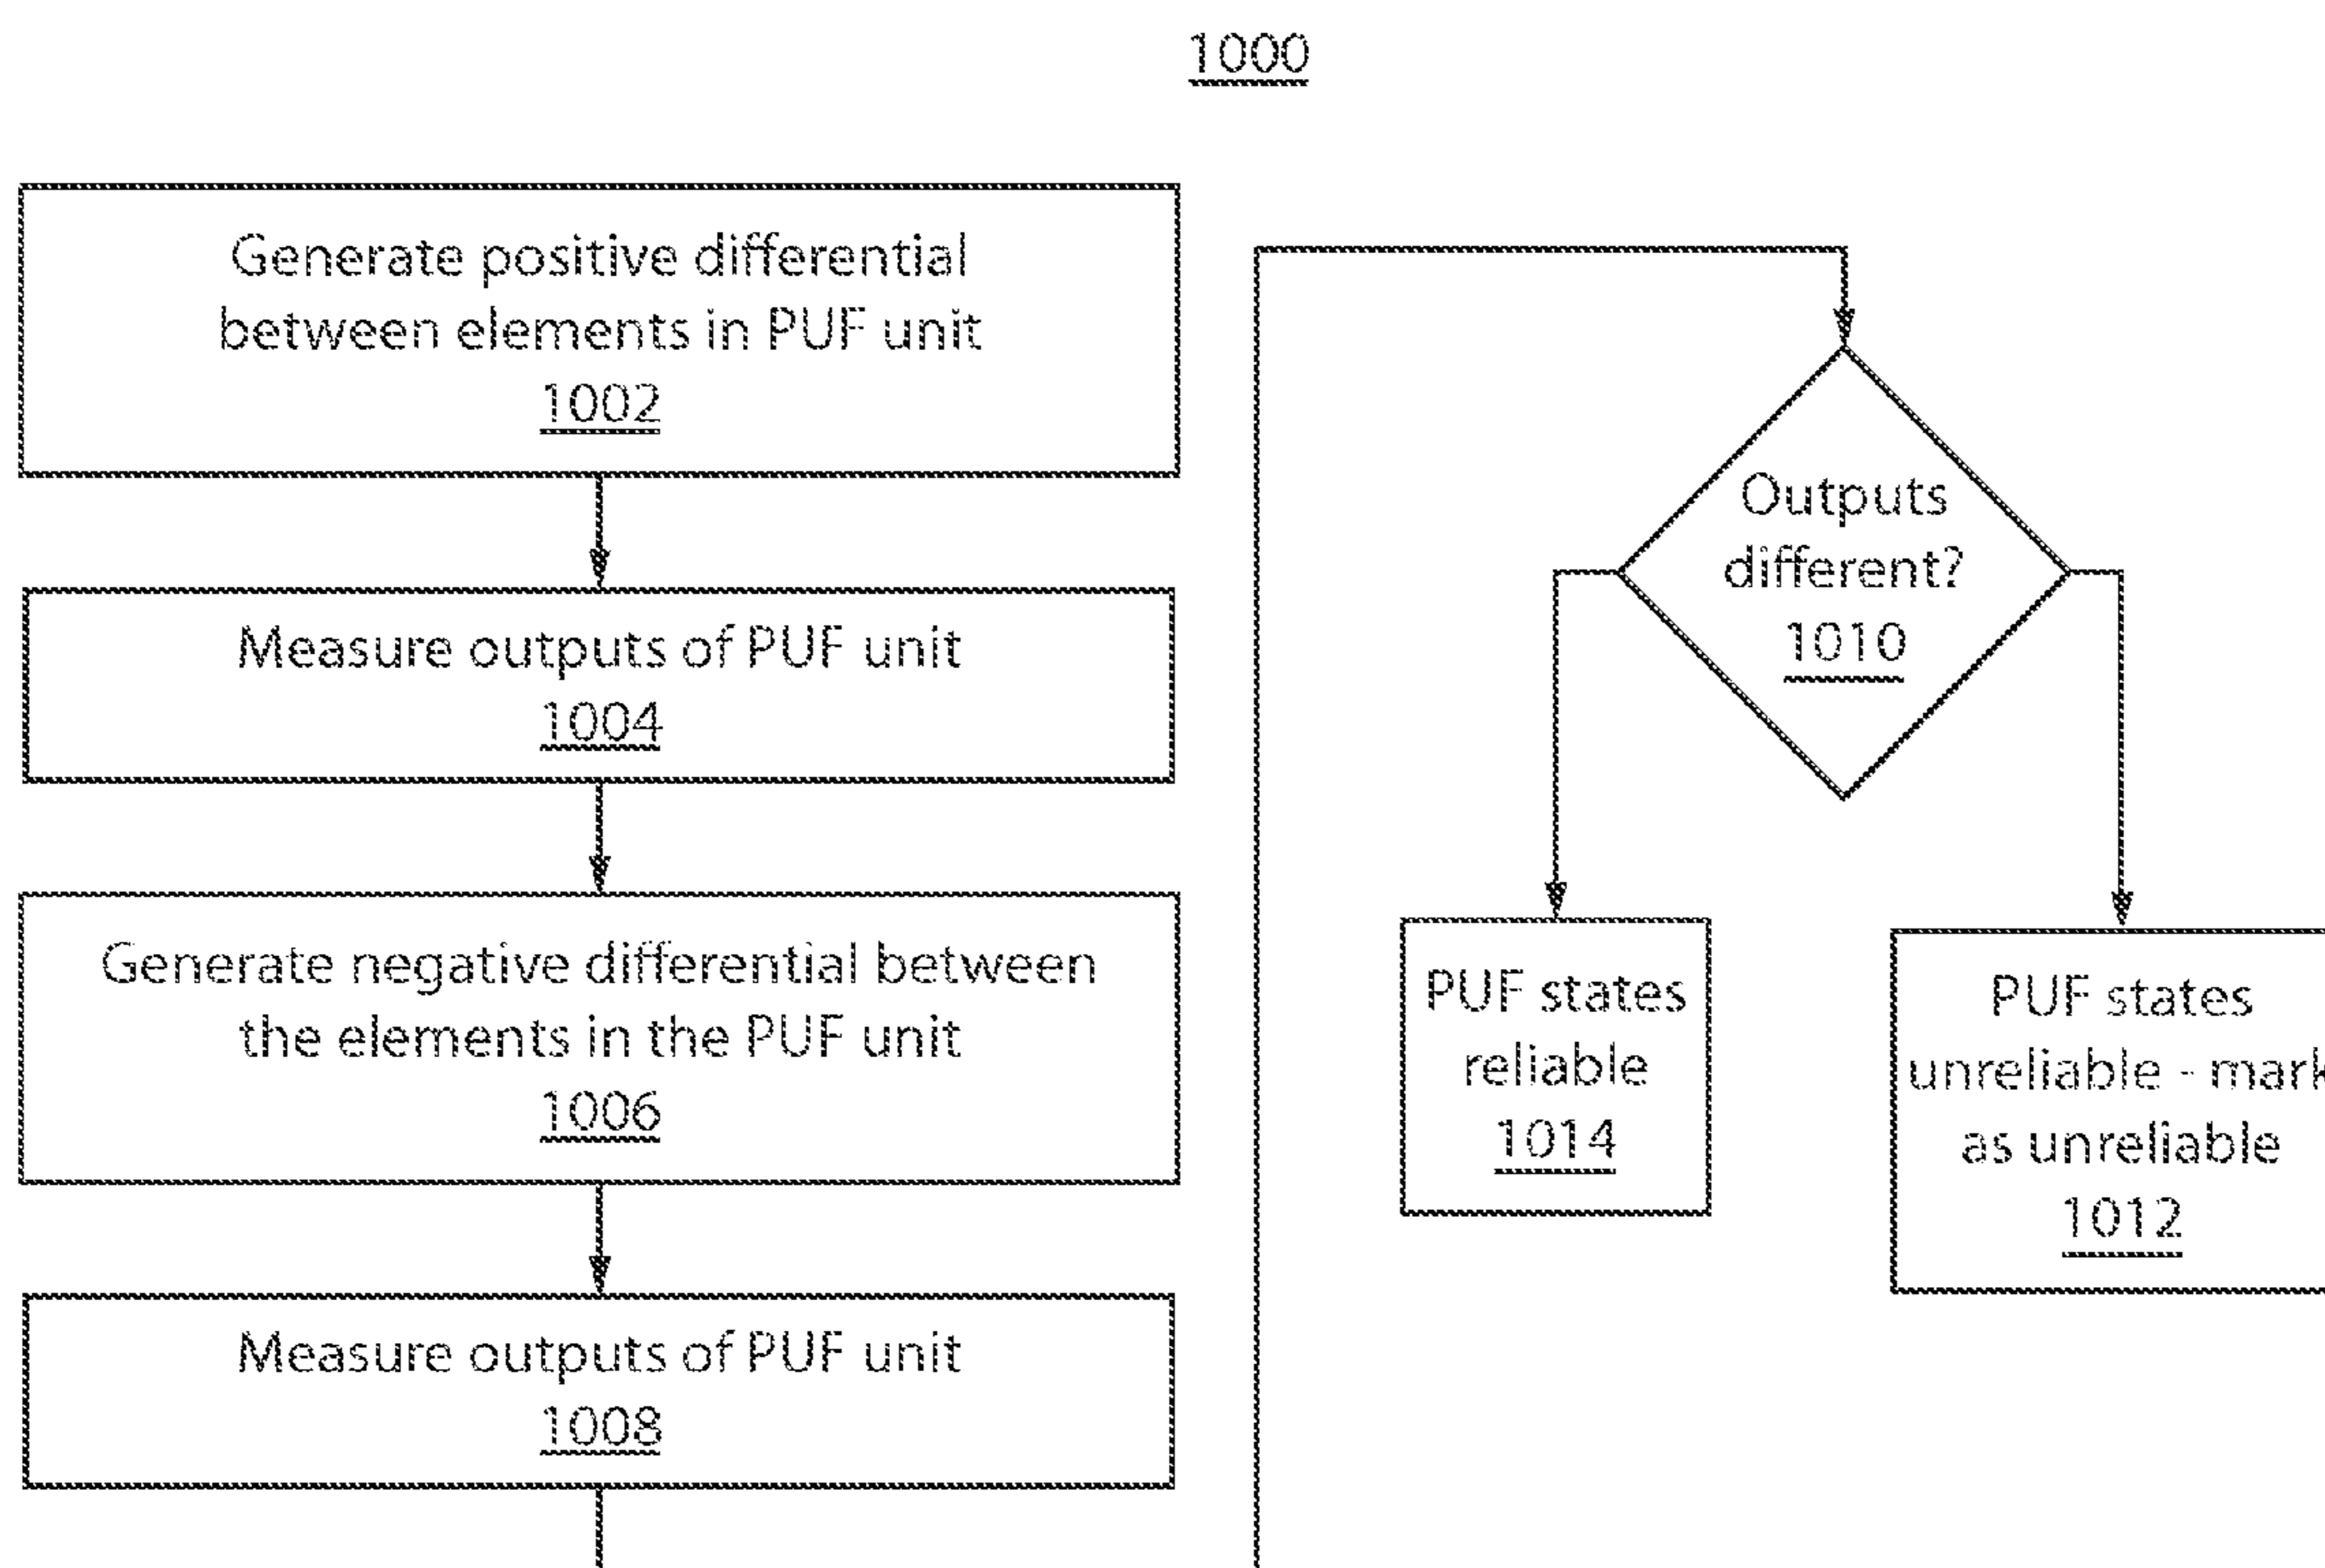 1000
Generate positive differential
between elements in PUF unit
1002
Measure outputs of PUF unit
1004
Generate negative differential between
the elements in the PUF unit
1006
Measure outputs of PUF unit
1008
Outputs
different?
1010
PUF states
reliable
1014
PUF states
unreliable - mark
as unreliable
1012